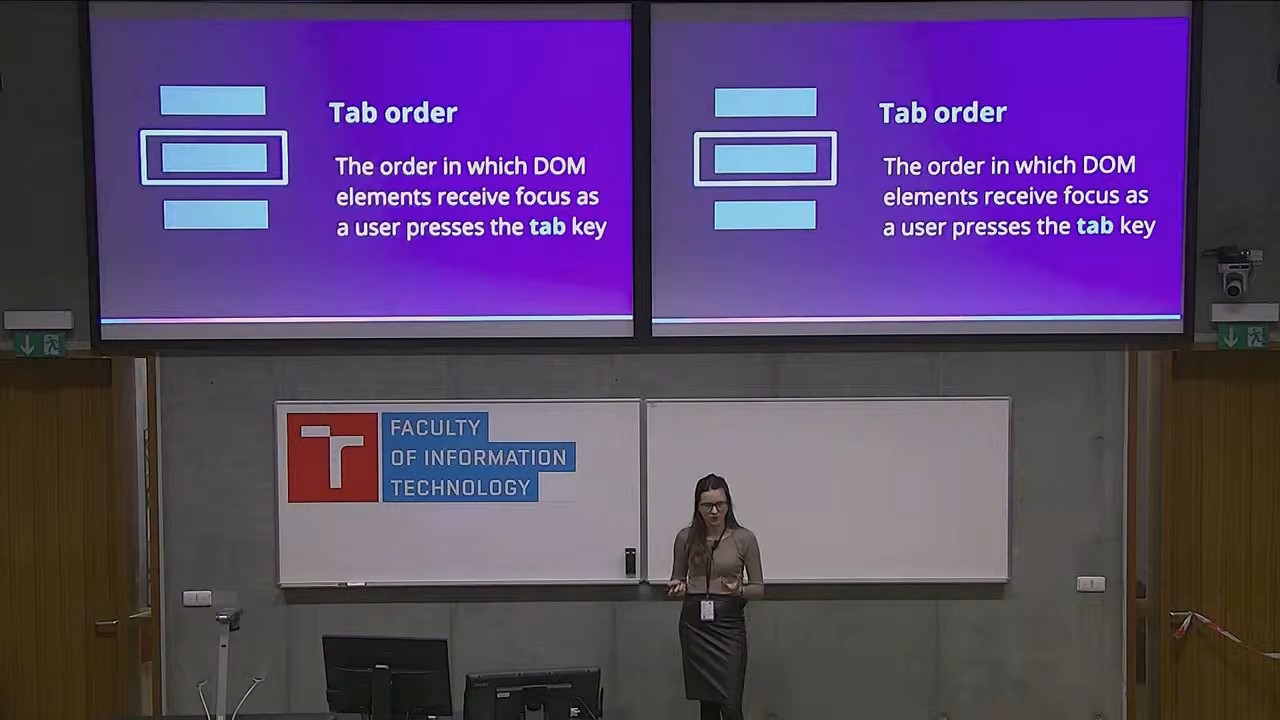 Tab order
The order in which DOM
elements receive focus as
a user presses the tab key
Tab order
The order in which DOM
elements receive focus as
a user presses the tab key
T
FACULTY
OF INFORMATION
TECHNOLOGY